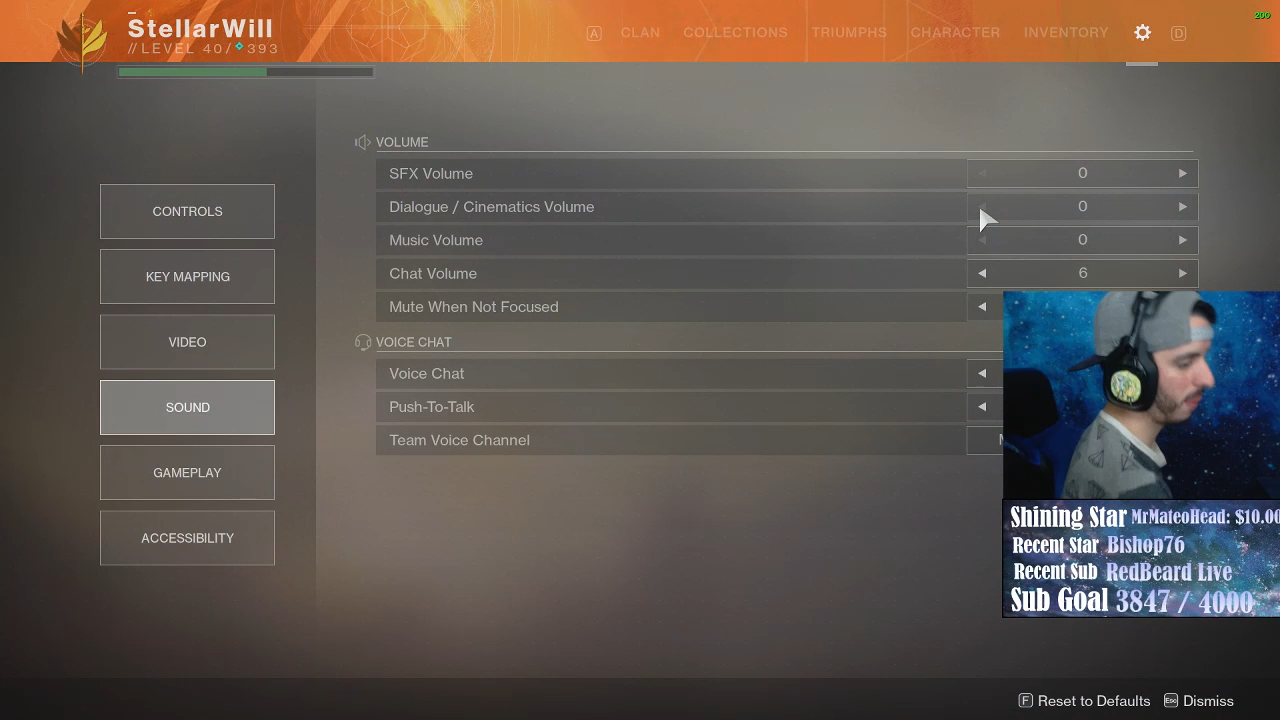 200
StellarWill
// LEVEL 40/ 393
A CLAN COLLECTIONS TRIUMPHS CHARACTER INVENTORY D
VOLUME
SFX Volume 0
Dialogue / Cinematics Volume 0
Music Volume 0
Chat Volume 6
Mute When Not Focused
VOICE CHAT
Voice Chat
Push-To-Talk
Team Voice Channel
CONTROLS
KEY MAPPING
VIDEO
SOUND
GAMEPLAY
ACCESSIBILITY
Shining Star MrMateoHead: $10.00
Recent Star Bishop76
Recent Sub RedBeard Live
Sub Goal 3847 / 4000
F Reset to Defaults Esc Dismiss